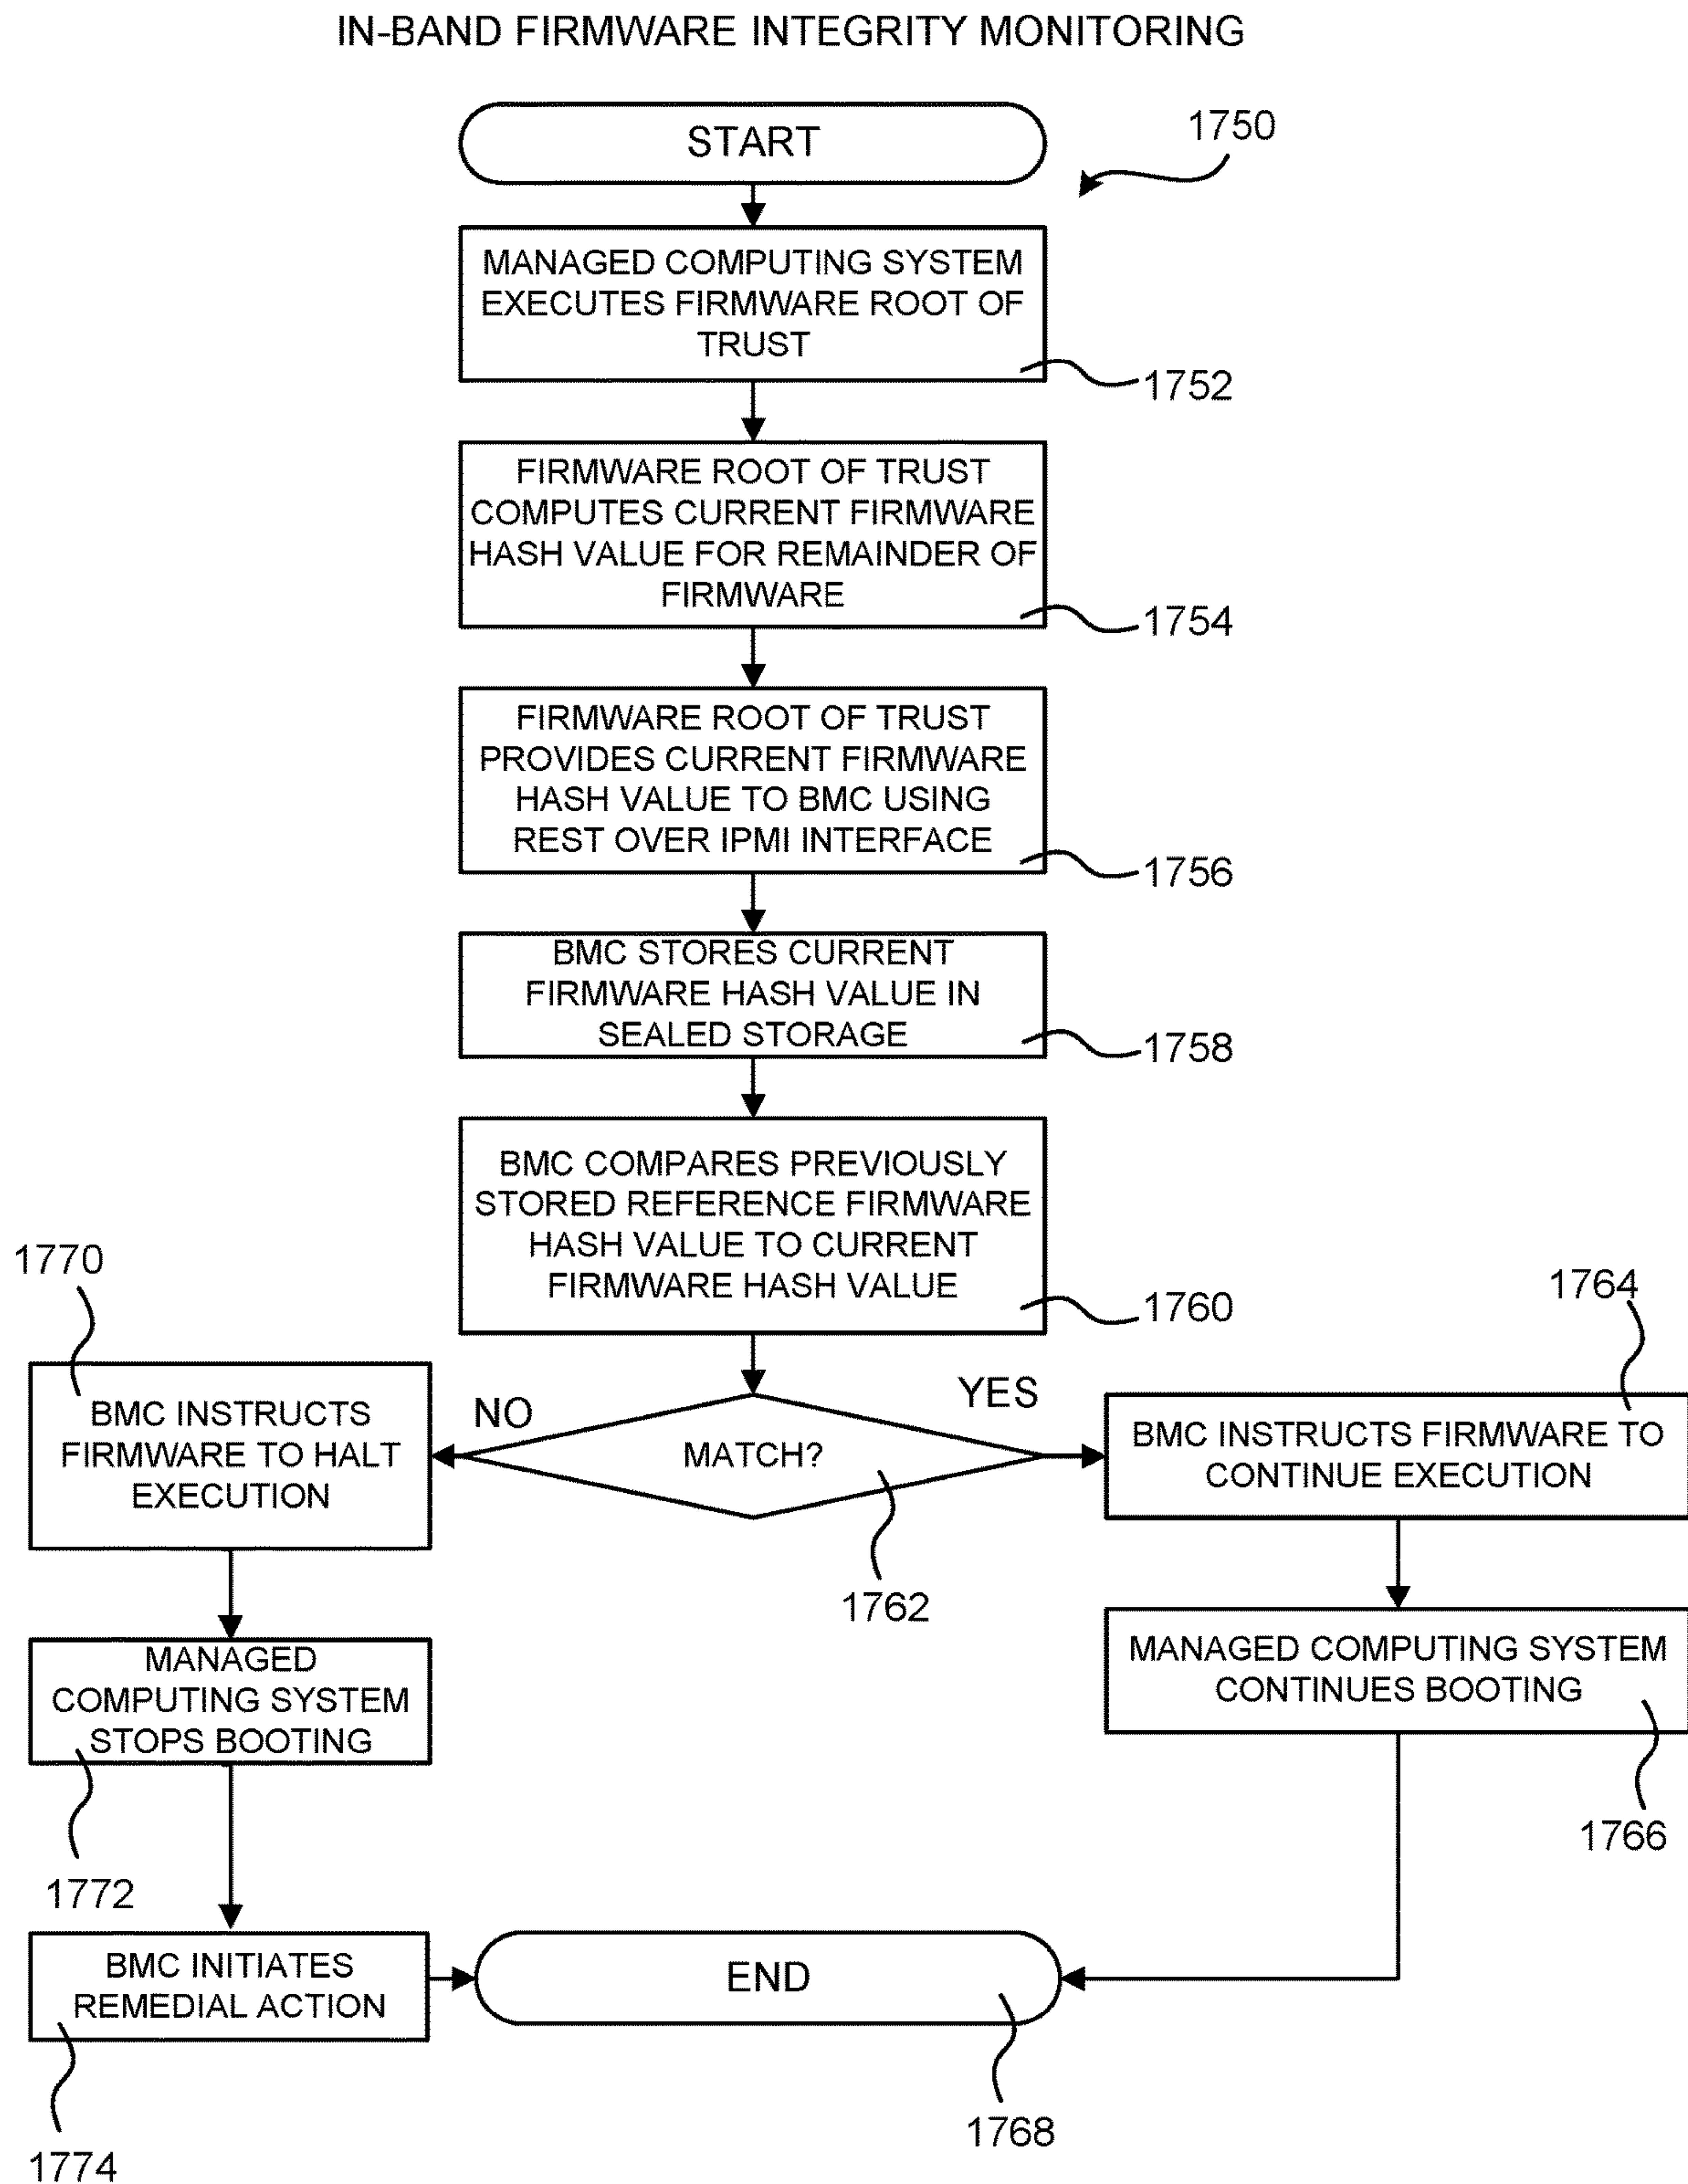 IN-BAND FIRMWARE INTEGRITY MONITORING
START
1750
MANAGED COMPUTING SYSTEM
EXECUTES FIRMWARE ROOT OF
TRUST
1752
FIRMWARE ROOT OF TRUST
COMPUTES CURRENT FIRMWARE
HASH VALUE FOR REMAINDER OF
FIRMWARE
1754
FIRMWARE ROOT OF TRUST
PROVIDES CURRENT FIRMWARE
HASH VALUE TO BMC USING
REST OVER IPMI INTERFACE
1756
BMC STORES CURRENT
FIRMWARE HASH VALUE IN
SEALED STORAGE
1758
BMC COMPARES PREVIOUSLY
STORED REFERENCE FIRMWARE
HASH VALUE TO CURRENT
FIRMWARE HASH VALUE
1760
1770
1764
BMC INSTRUCTS
FIRMWARE TO HALT
EXECUTION
NO
MATCH?
YES
1762
BMC INSTRUCTS FIRMWARE TO
CONTINUE EXECUTION
MANAGED
COMPUTING SYSTEM
STOPS BOOTING
1772
MANAGED COMPUTING SYSTEM
CONTINUES BOOTING
1766
BMC INITIATES
REMEDIAL ACTION
1774
END
1768